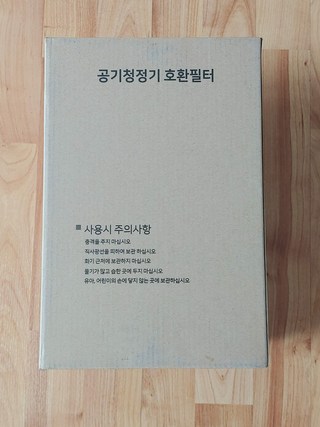 공기청정기 호환필터
사용시 주의사항
충격을 주지 마십시오
직사광선을 피하여 보관 하십시오
화기 근처에 보관하지 마십시오
물기가 많고 습한 곳에 두지 마십시오
유아, 어린이의 손에 닿지 않는 곳에 보관하십시오